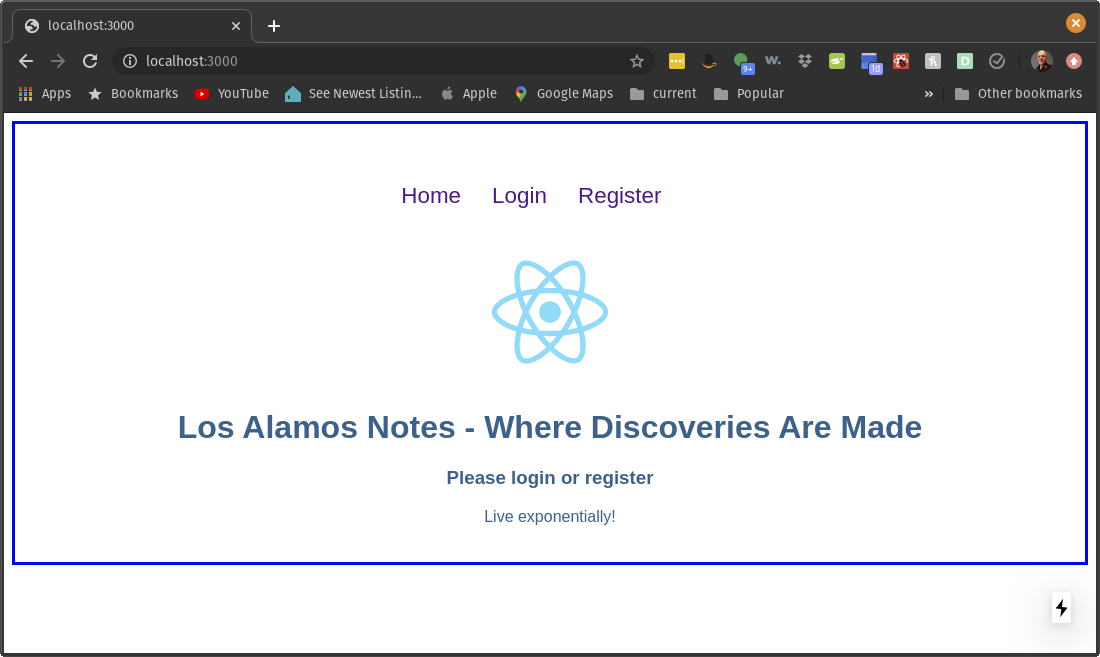 localhost:3000
localhost:3000
9+ w. 10 D
Apps Bookmarks YouTube See Newest Listin... Apple Google Maps current Popular » Other bookmarks
Home Login Register
Los Alamos Notes - Where Discoveries Are Made
Please login or register
Live exponentially!